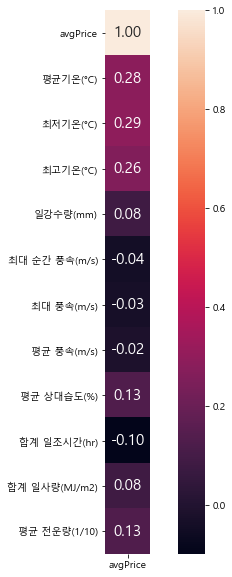 avgPrice 1.00
평균기온(°C) 0.28
최저기온(°C) 0.29
최고기온(°C) 0.26
일강수량(mm) 0.08
최대 순간 풍속(m/s) -0.04
최대 풍속(m/s) -0.03
평균 풍속(m/s) -0.02
평균 상대습도(%) 0.13
합계 일조시간(hr) -0.10
합계 일사량(MJ/m2) 0.08
평균 전운량(1/10) 0.13
avgPrice
1.0
0.8
0.6
0.4
0.2
0.0